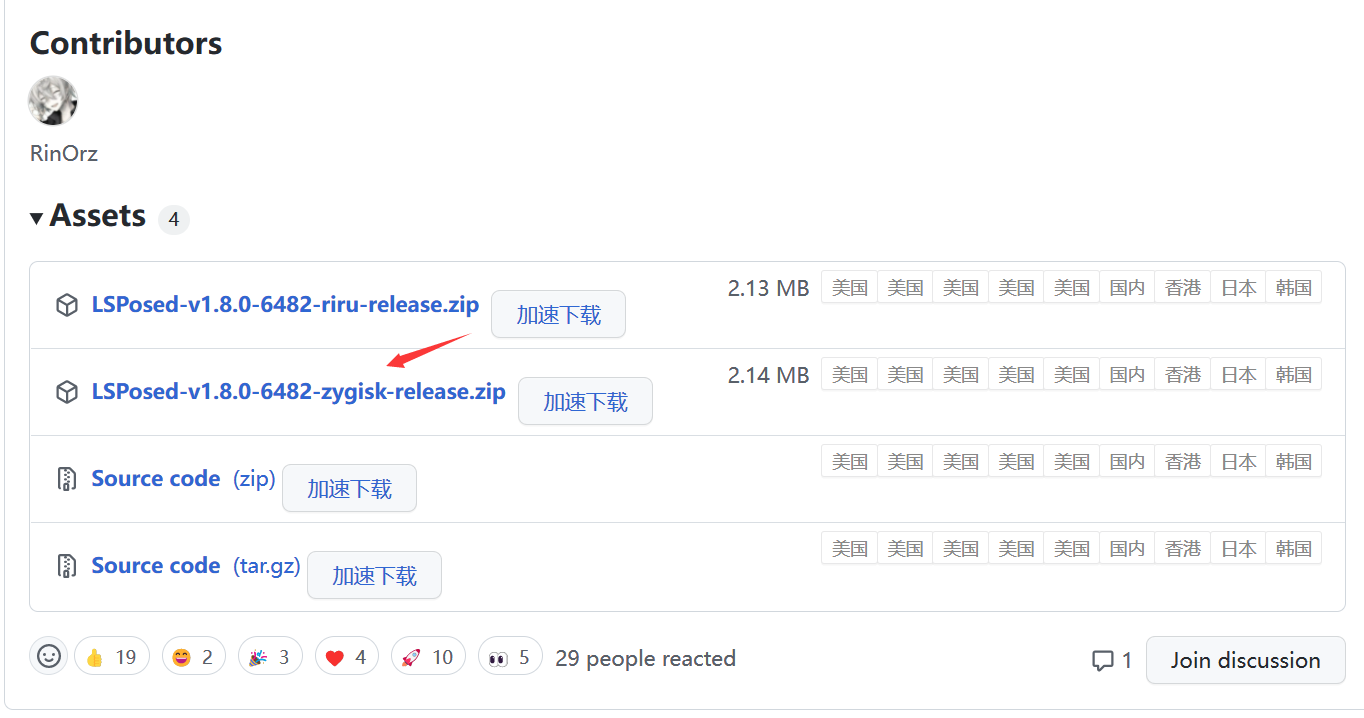 Contributors
RinOrz
Assets 4
LSPosed-v1.8.0-6482-riru-release.zip 加速下载 2.13 MB 美国 美国 美国 美国 美国 国内 香港 日本 韩国
LSPosed-v1.8.0-6482-zygisk-release.zip 加速下载 2.14 MB 美国 美国 美国 美国 美国 国内 香港 日本 韩国
Source code (zip) 加速下载 美国 美国 美国 美国 美国 国内 香港 日本 韩国
Source code (tar.gz) 加速下载 美国 美国 美国 美国 美国 国内 香港 日本 韩国
19 2 3 4 10 5 29 people reacted 1 Join discussion